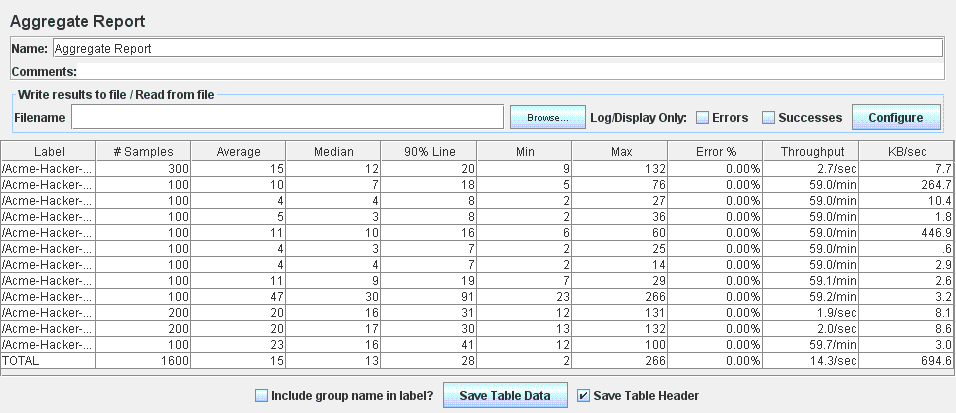 Aggregate Report
Name: Aggregate Report
Comments:
Write results to file / Read from file
Filename Browse... Log/Display Only: Errors Successes Configure
Label # Samples Average Median 90% Line Min Max Error % Throughput KB/sec
/Acme-Hacker-... 300 15 12 20 9 132 0.00% 2.7/sec 7.7
/Acme-Hacker-... 100 10 7 18 5 76 0.00% 59.0/min 264.7
/Acme-Hacker-... 100 4 4 8 2 27 0.00% 59.0/min 10.4
/Acme-Hacker-... 100 5 3 8 2 36 0.00% 59.0/min 1.8
/Acme-Hacker-... 100 11 10 16 6 60 0.00% 59.0/min 446.9
/Acme-Hacker-... 100 4 3 7 2 25 0.00% 59.0/min .6
/Acme-Hacker-... 100 4 4 7 2 14 0.00% 59.0/min 2.9
/Acme-Hacker-... 100 11 9 19 7 29 0.00% 59.1/min 2.6
/Acme-Hacker-... 100 47 30 91 23 266 0.00% 59.2/min 3.2
/Acme-Hacker-... 200 20 16 31 12 131 0.00% 1.9/sec 8.1
/Acme-Hacker-... 200 20 17 30 13 132 0.00% 2.0/sec 8.6
/Acme-Hacker-... 100 23 16 41 12 100 0.00% 59.7/min 3.0
TOTAL 1600 15 13 28 2 266 0.00% 14.3/sec 694.6
Include group name in label? Save Table Data Save Table Header